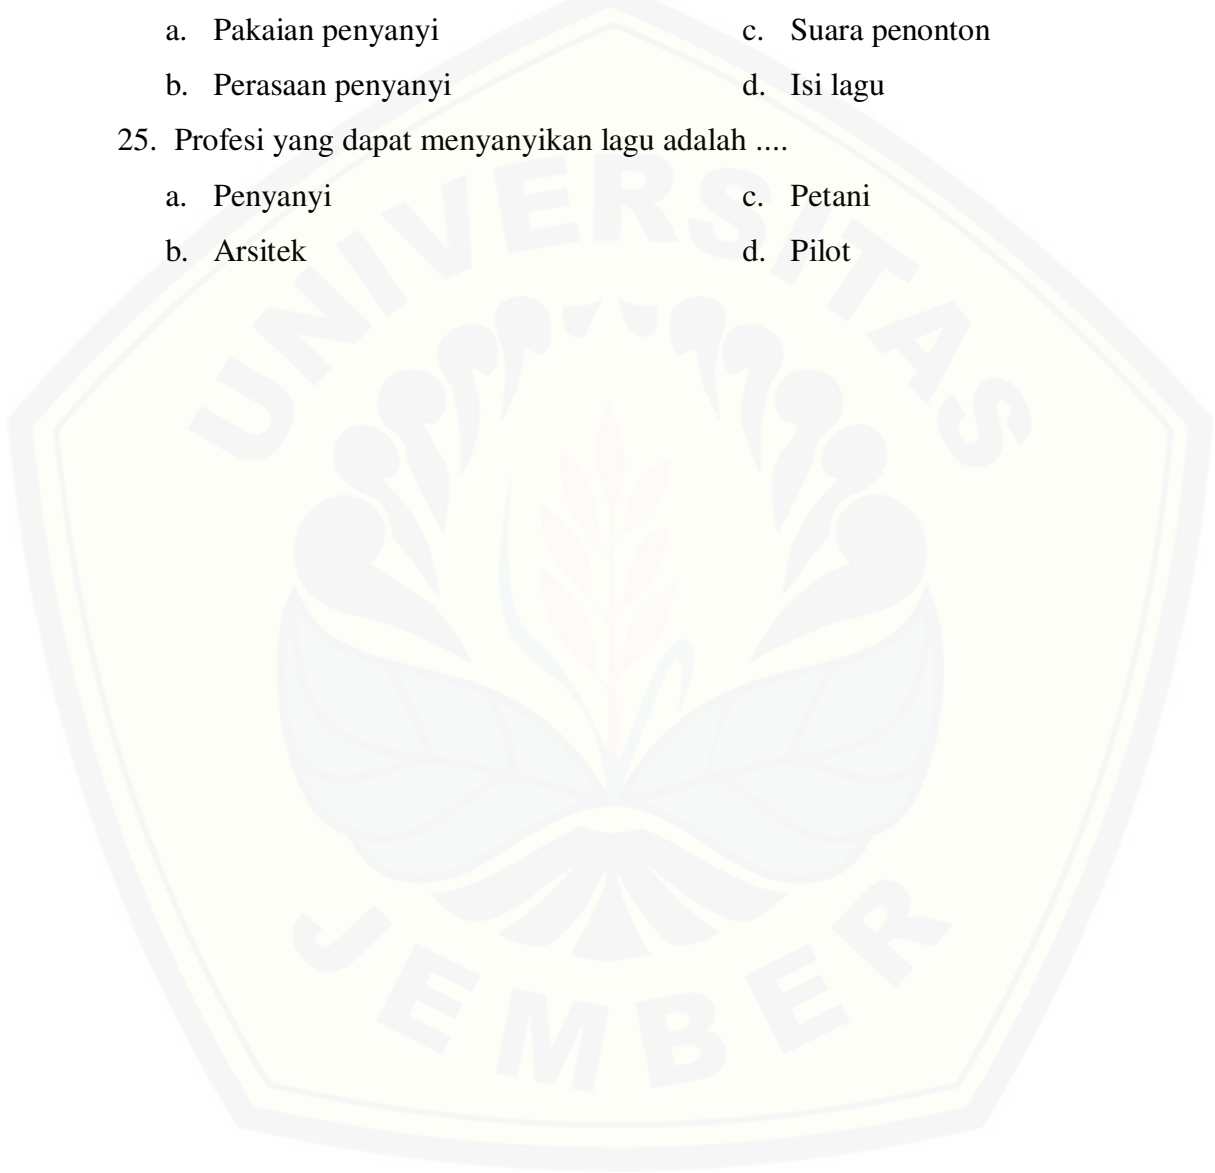 a. Pakaian penyanyi c. Suara penonton
b. Perasaan penyanyi d. Isi lagu
25. Profesi yang dapat menyanyikan lagu adalah ....
a. Penyanyi c. Petani
b. Arsitek d. Pilot
UNIVERSITAS
JEMBER